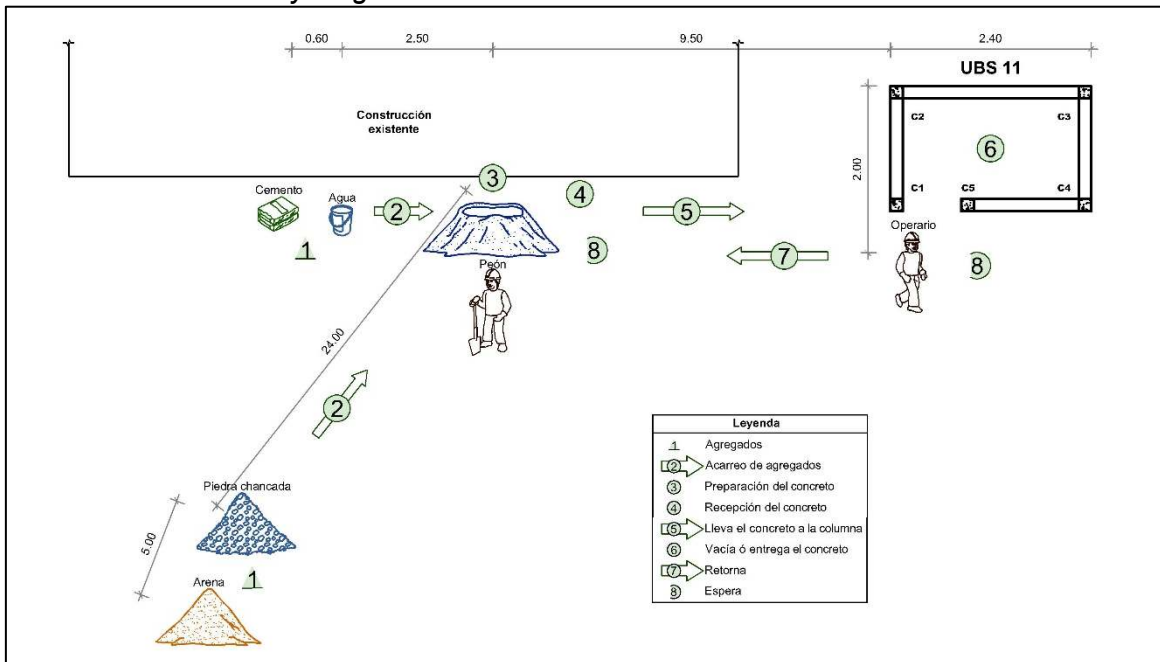 0.60
2.50
9.50
2.40
UBS 11
Construcción
existente
C2
C3
6
2.00
3
4
Cemento
Agua
2
5
C1
C5
C4
1
8
7
Operario
8
Peón
24.00
2
Piedra chancada
5.00
1
Arena
Leyenda
1 Agregados
2 Acarreo de agregados
3 Preparación del concreto
4 Recepción del concreto
5 Lleva el concreto a la columna
6 Vacía ó entrega el concreto
7 Retorna
8 Espera